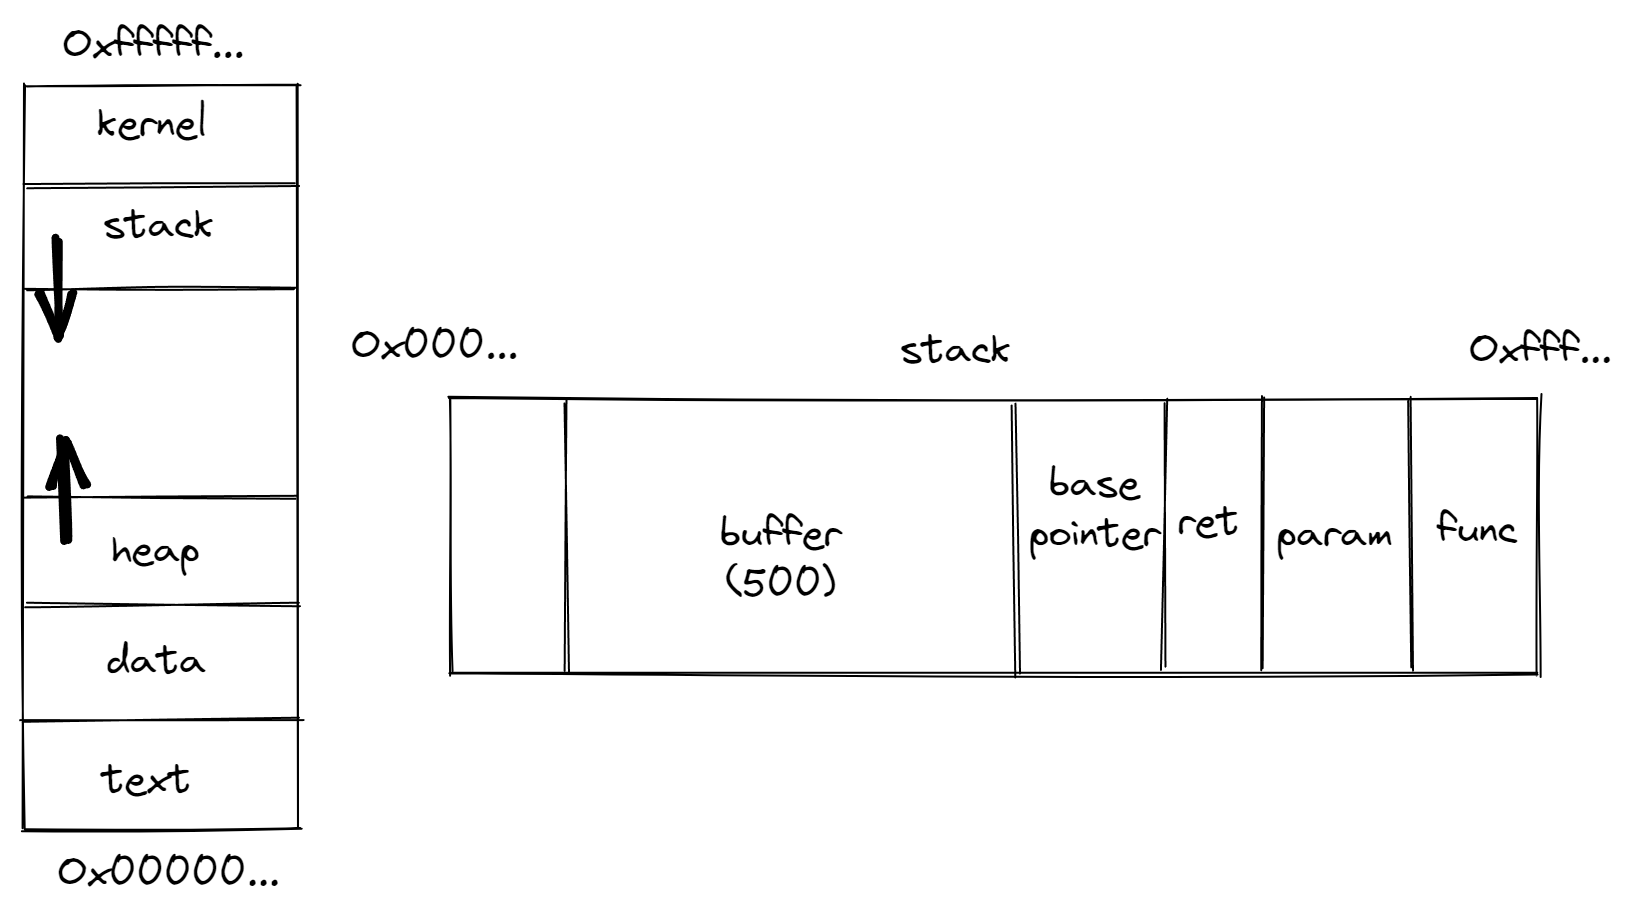 0xfffff...
kernel
stack
heap
data
text
0x00000...
0x000...
stack
0xfff...
buffer
(500)
base
pointer
ret
param
func